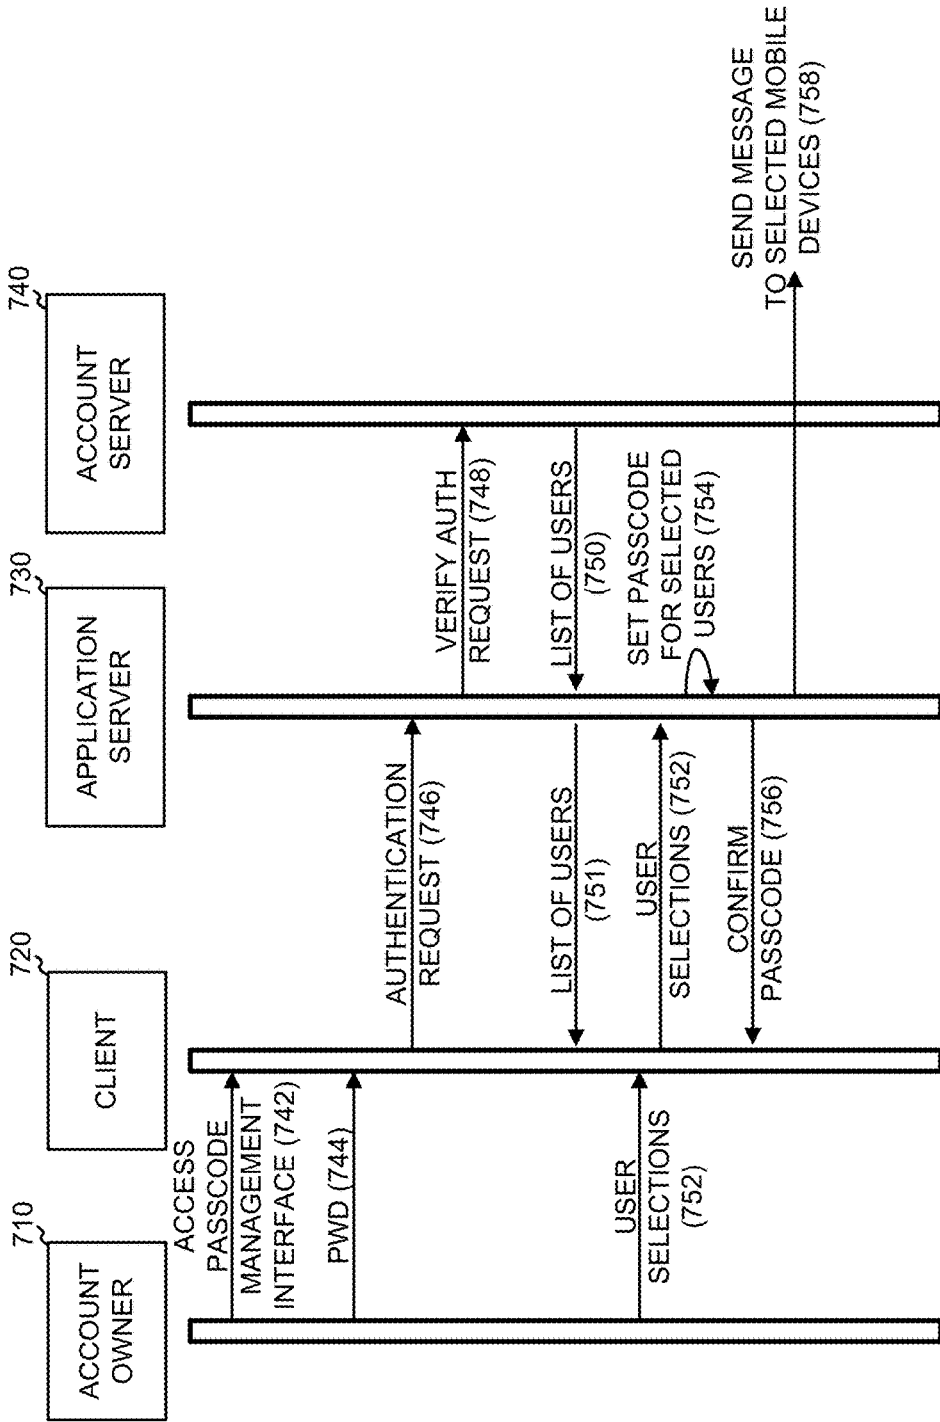 710
720
730
740
ACCOUNT
OWNER
CLIENT
APPLICATION
SERVER
ACCOUNT
SERVER
ACCESS
PASSCODE
MANAGEMENT
INTERFACE (742)
PWD (744)
AUTHENTICATION
REQUEST (746)
VERIFY AUTH
REQUEST (748)
LIST OF USERS
(750)
LIST OF USERS
(751)
USER
SELECTIONS
(752)
USER
SELECTIONS (752)
SET PASSCODE
FOR SELECTED
USERS (754)
CONFIRM
PASSCODE (756)
SEND MESSAGE
TO SELECTED MOBILE
DEVICES (758)